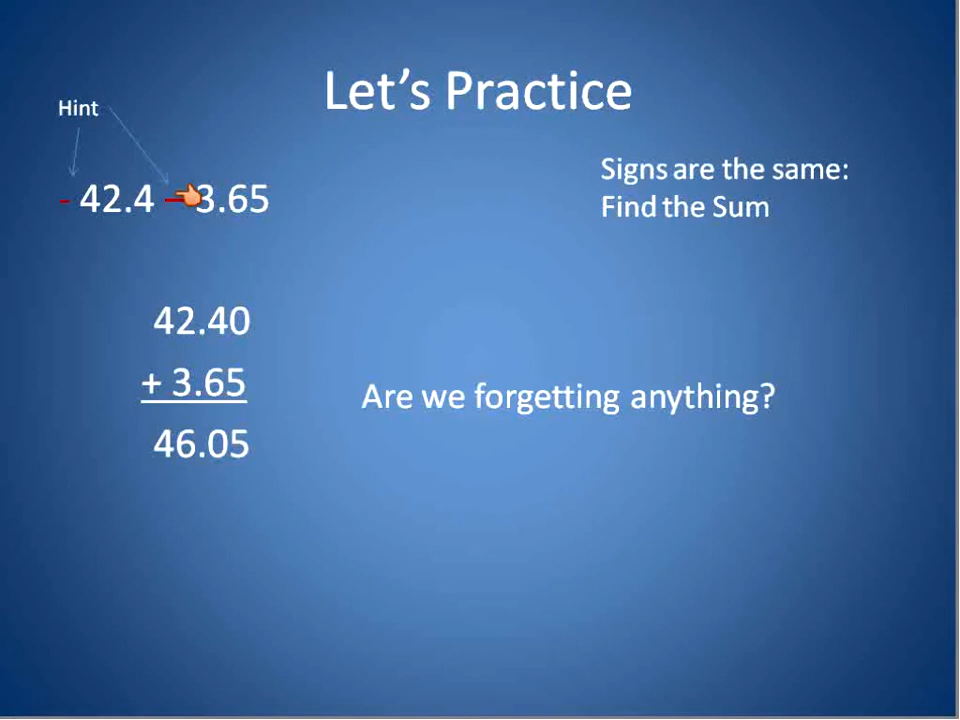 Let's Practice
Hint
- 42.4 – 3.65
Signs are the same:
Find the Sum
42.40
+ 3.65
46.05
Are we forgetting anything?